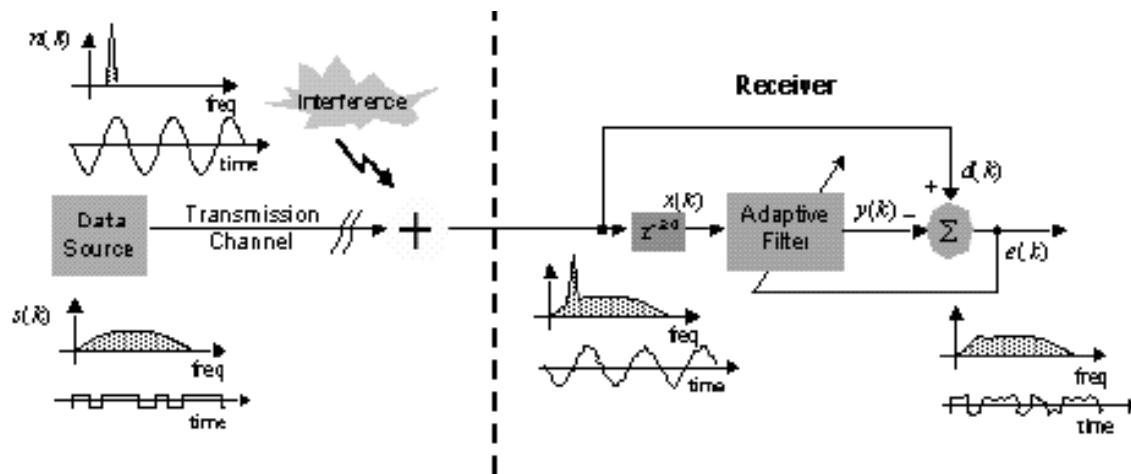 n(k)
freq
time
Interference
Receiver
Data
Source
Transmission
Channel
+
x(k)
Adaptive
Filter
y(k)
–
+
d(k)
Σ
e(k)
s(k)
freq
time
freq
time
freq
time